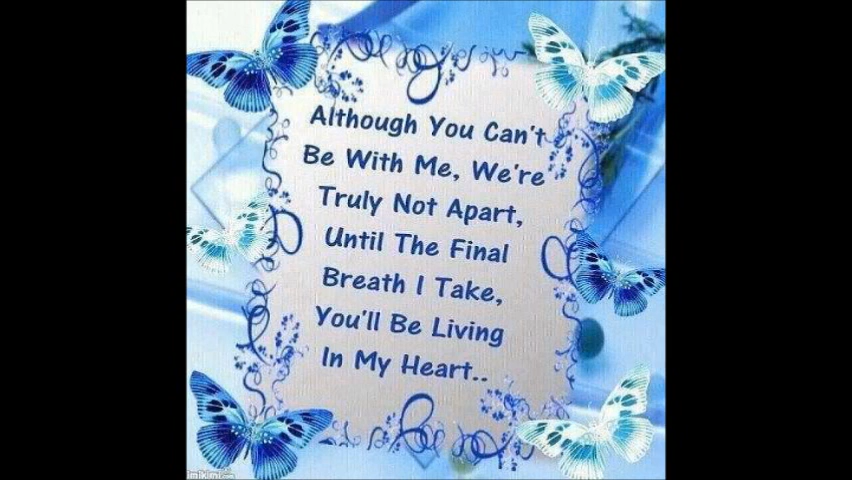 Although You Can't
Be With Me, We're
Truly Not Apart,
Until The Final
Breath I Take,
You'll Be Living
In My Heart..